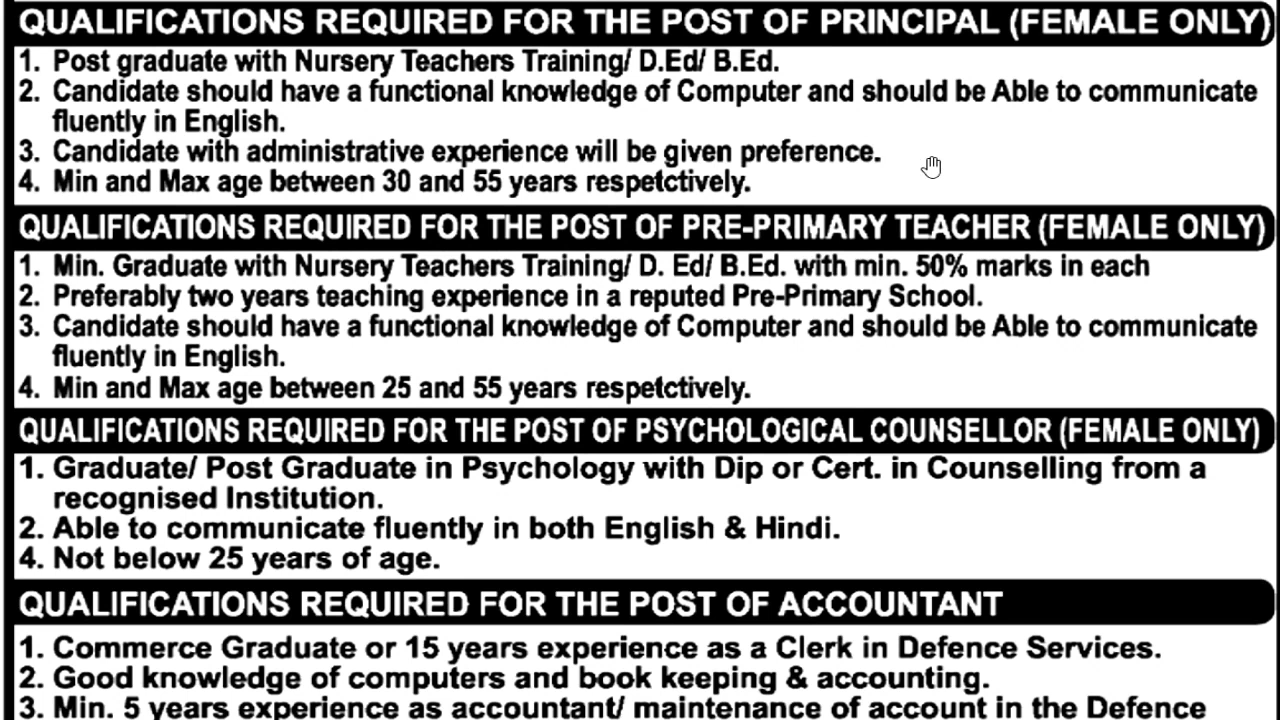 QUALIFICATIONS REQUIRED FOR THE POST OF PRINCIPAL (FEMALE ONLY)
1. Post graduate with Nursery Teachers Training/ D.Ed/ B.Ed.
2. Candidate should have a functional knowledge of Computer and should be Able to communicate
fluently in English.
3. Candidate with administrative experience will be given preference.
4. Min and Max age between 30 and 55 years respetctively.
QUALIFICATIONS REQUIRED FOR THE POST OF PRE-PRIMARY TEACHER (FEMALE ONLY)
1. Min. Graduate with Nursery Teachers Training/ D. Ed/ B.Ed. with min. 50% marks in each
2. Preferably two years teaching experience in a reputed Pre-Primary School.
3. Candidate should have a functional knowledge of Computer and should be Able to communicate
fluently in English.
4. Min and Max age between 25 and 55 years respetctively.
QUALIFICATIONS REQUIRED FOR THE POST OF PSYCHOLOGICAL COUNSELLOR (FEMALE ONLY)
1. Graduate/ Post Graduate in Psychology with Dip or Cert. in Counselling from a
recognised Institution.
2. Able to communicate fluently in both English & Hindi.
4. Not below 25 years of age.
QUALIFICATIONS REQUIRED FOR THE POST OF ACCOUNTANT
1. Commerce Graduate or 15 years experience as a Clerk in Defence Services.
2. Good knowledge of computers and book keeping & accounting.
3. Min. 5 years experience as accountant/ maintenance of account in the Defence